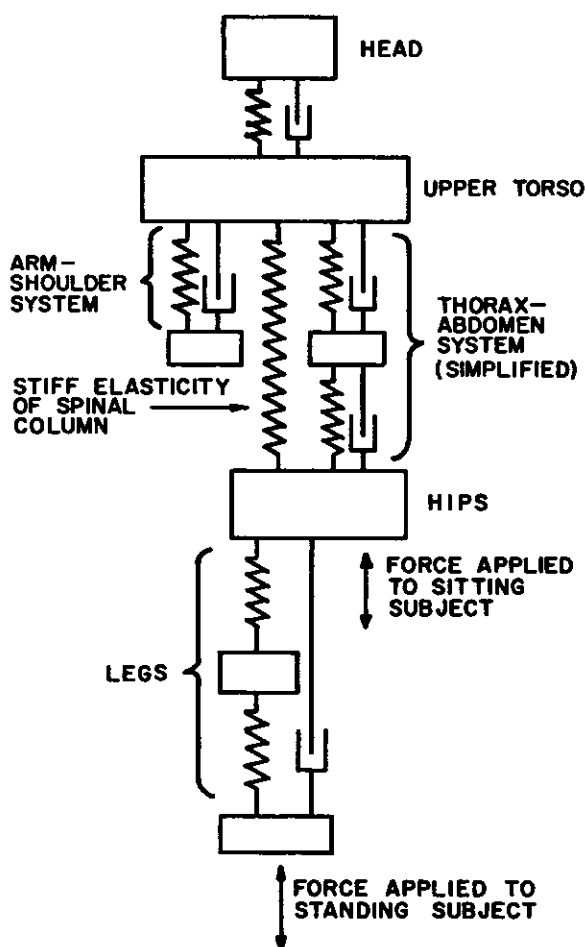 HEAD
UPPER TORSO
ARM-
SHOULDER
SYSTEM
THORAX-
ABDOMEN
SYSTEM
(SIMPLIFIED)
STIFF ELASTICITY
OF SPINAL
COLUMN
HIPS
FORCE APPLIED
TO SITTING
SUBJECT
LEGS
FORCE APPLIED TO
STANDING SUBJECT